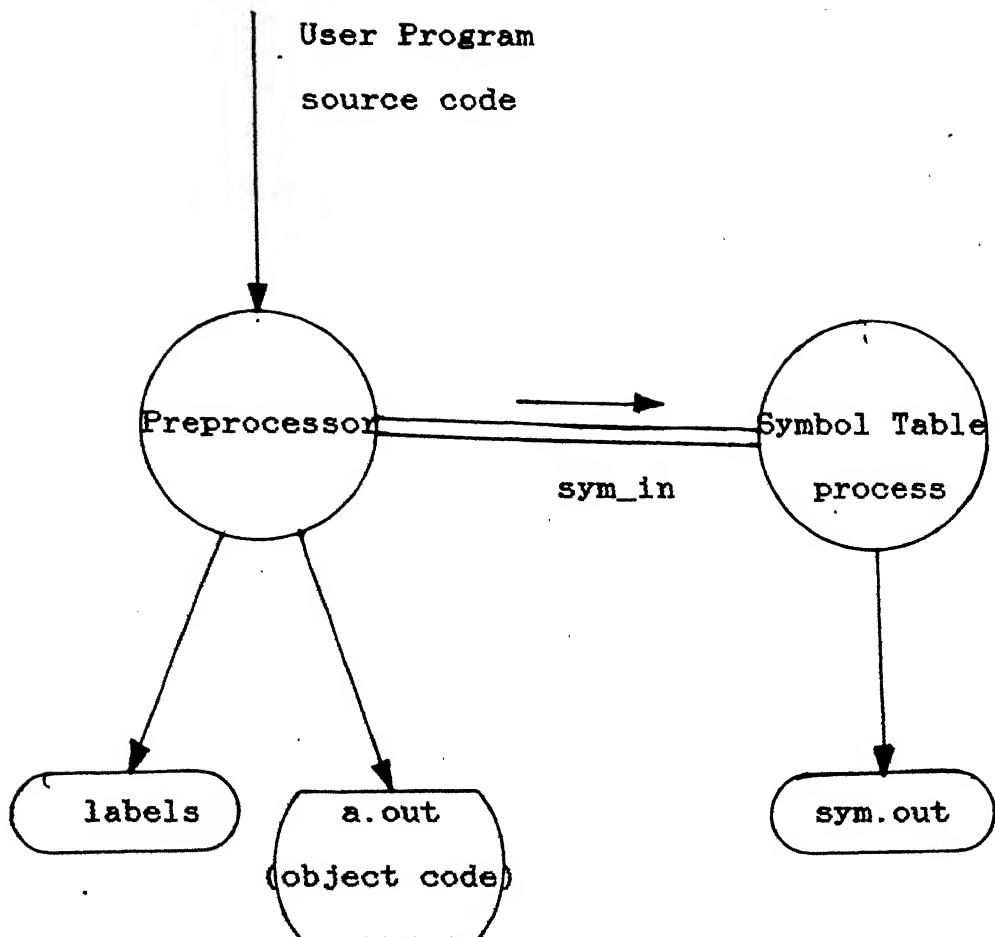 User Program
source code
Preprocessor
Symbol Table
process
sym_in
labels
a.out
(object code)
sym.out